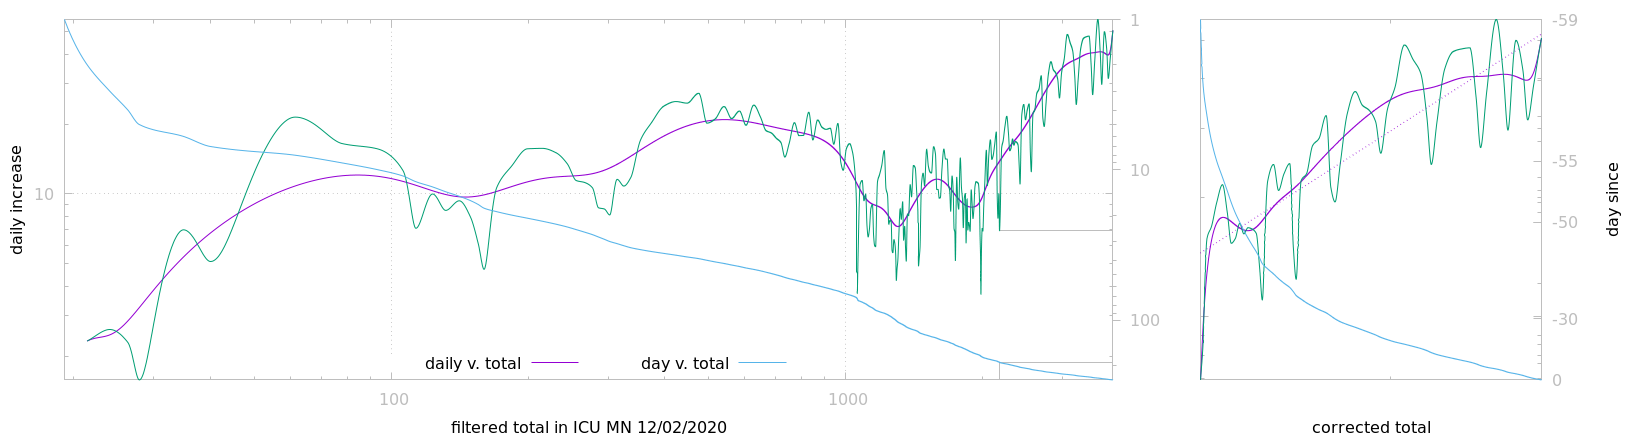 1
-59
10
-55
daily increase
10
-50
day since
100
-30
daily v. total
day v. total
0
100
1000
filtered total in ICU MN 12/02/2020
corrected total